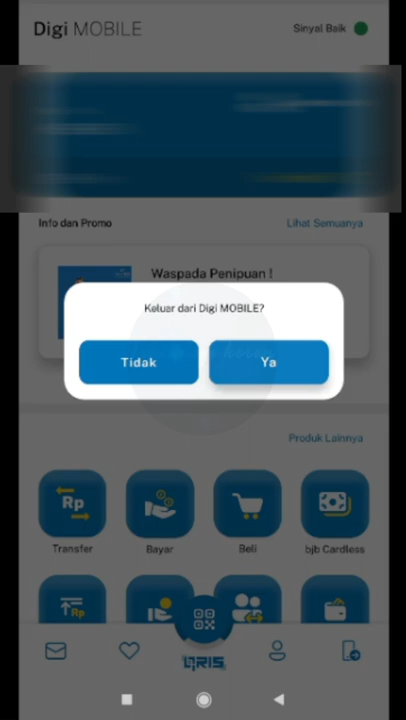 Digi MOBILE
Sinyal Baik
Info dan Promo
Lihat Semuanya
Waspada Penipuan !
Keluar dari Digi MOBILE?
Tidak
Ya
Produk Lainnya
Rp
Transfer
Bayar
Beli
bjb Cardless
Rp
QRIS